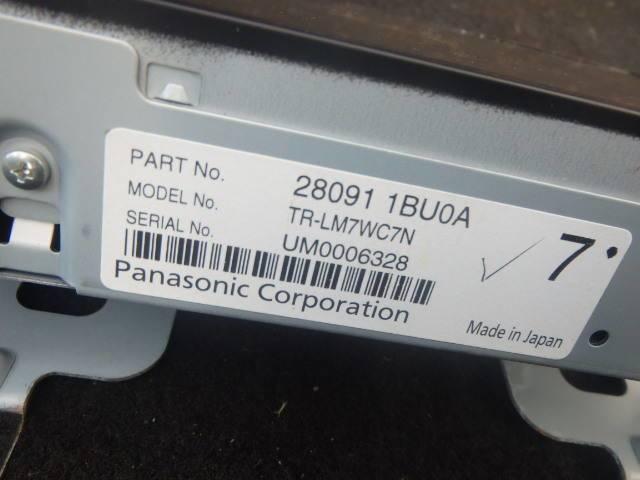 PART No. 28091 1BU0A
MODEL No. TR-LM7WC7N
SERIAL No. UM0006328
7
Panasonic Corporation
Made in Japan